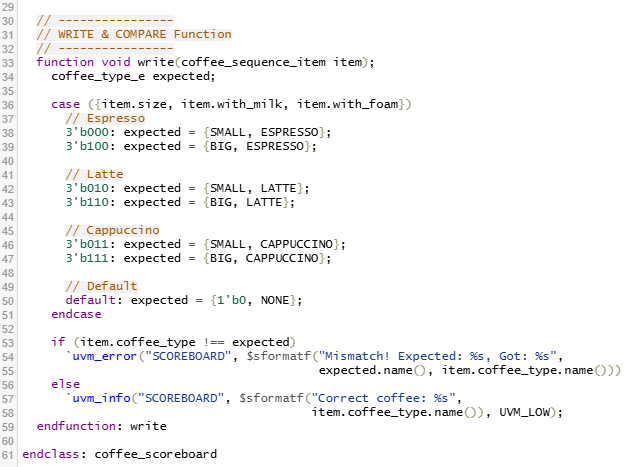 29
30 // ----------------
31 // WRITE & COMPARE Function
32 // ----------------
33 function void write(coffee_sequence_item item);
34 coffee_type_e expected;
35
36 case ({item.size, item.with_milk, item.with_foam})
37 // Espresso
38 3'b000: expected = {SMALL, ESPRESSO};
39 3'b100: expected = {BIG, ESPRESSO};
40
41 // Latte
42 3'b010: expected = {SMALL, LATTE};
43 3'b110: expected = {BIG, LATTE};
44
45 // Cappuccino
46 3'b011: expected = {SMALL, CAPPUCCINO};
47 3'b111: expected = {BIG, CAPPUCCINO};
48
49 // Default
50 default: expected = {1'b0, NONE};
51 endcase
52
53 if (item.coffee_type !== expected)
54 `uvm_error("SCOREBOARD", $sformatf("Mismatch! Expected: %s, Got: %s",
55 expected.name(), item.coffee_type.name()))
56 else
57 `uvm_info("SCOREBOARD", $sformatf("Correct coffee: %s",
58 item.coffee_type.name()), UVM_LOW);
59 endfunction: write
60
61 endclass: coffee_scoreboard